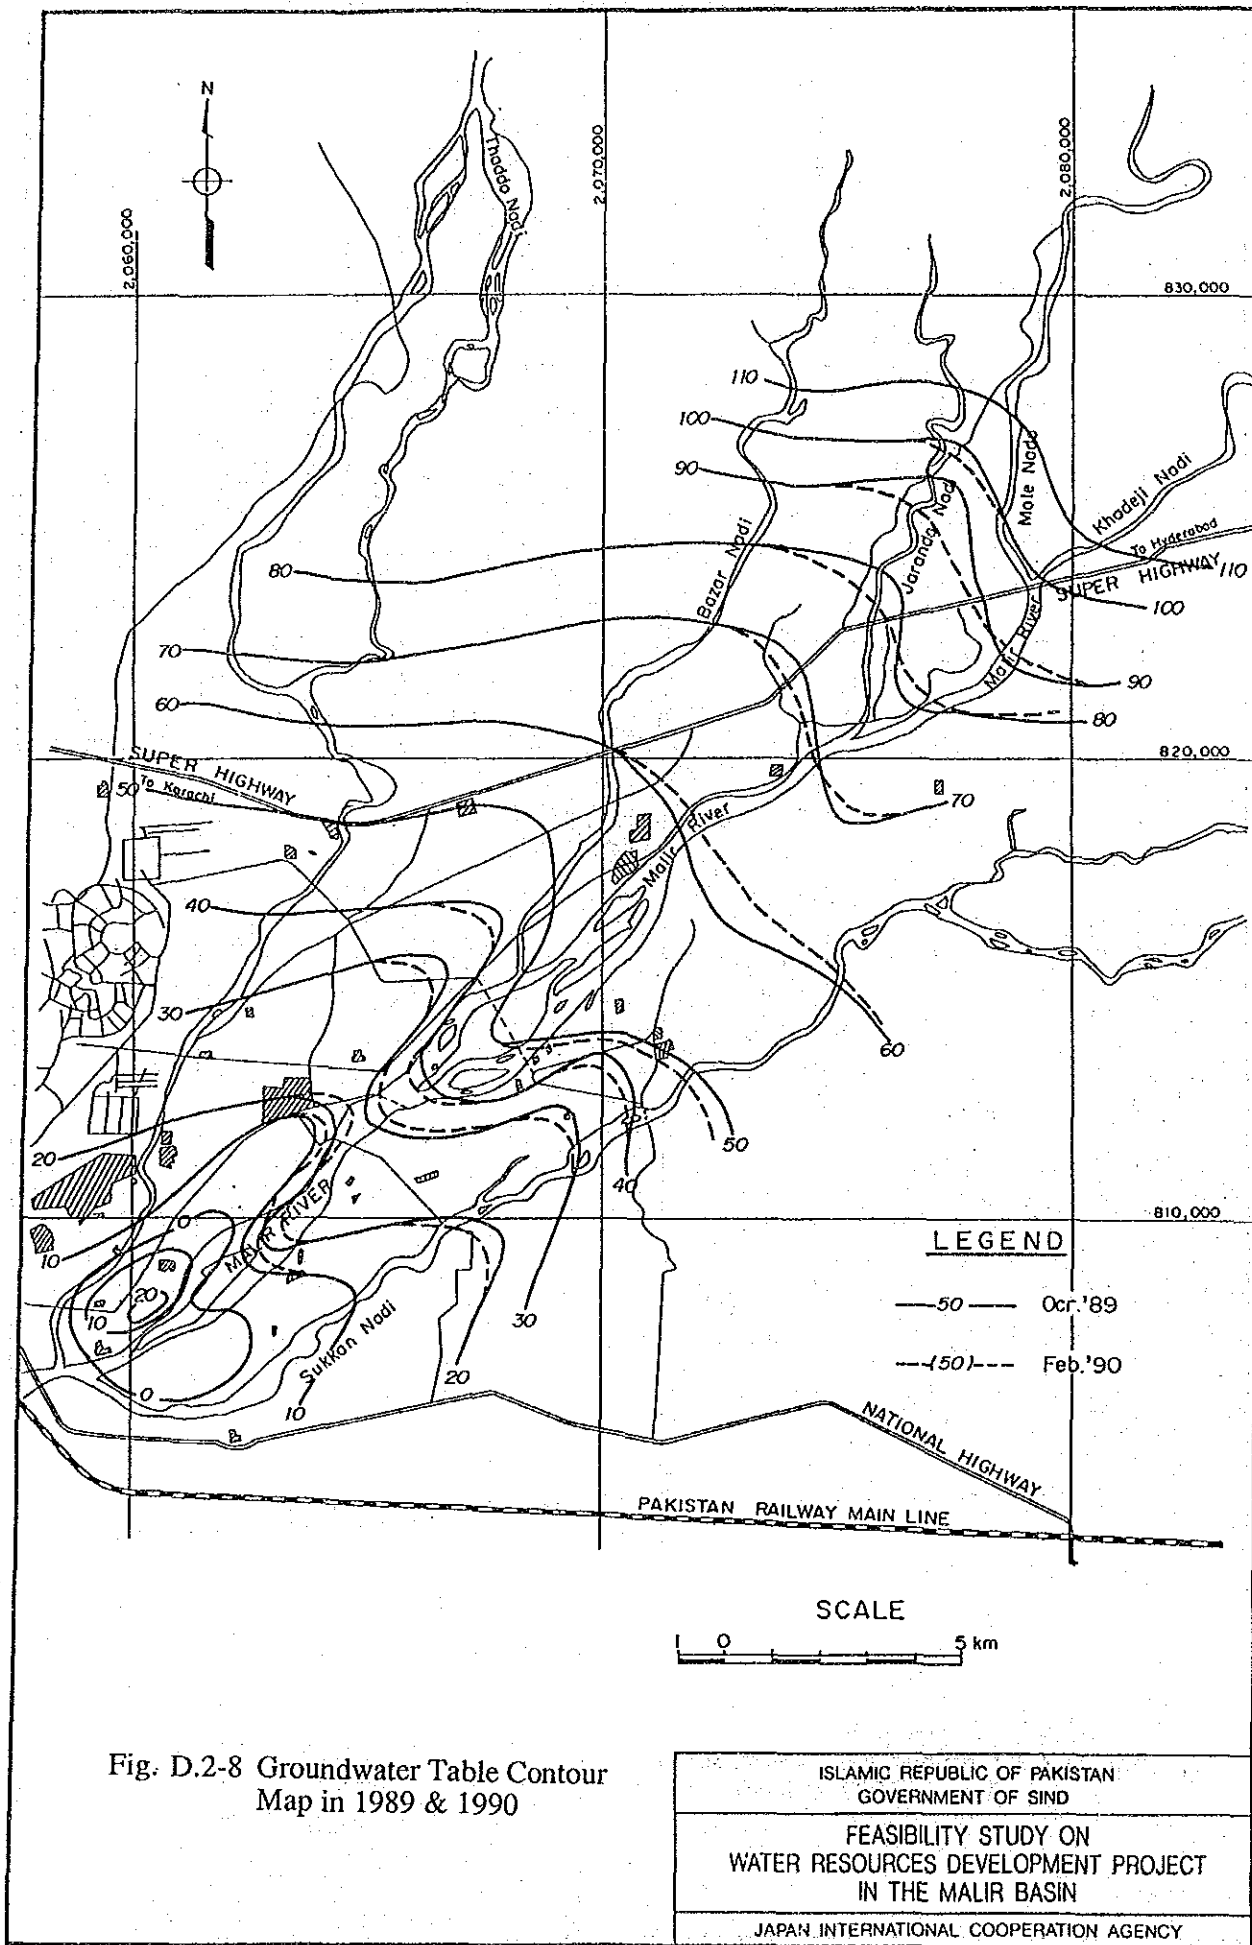 N
Thaddo Nadi
2,060,000
2,070,000
2,080,000
830,000
110
100
90
Bazar Nadi
Jarando Nadi
Mole Nadi
Khadeji Nadi
To Hyderabad
SUPER HIGHWAY
110
100
80
70
60
Malir River
90
80
820,000
SUPER HIGHWAY
To Karachi
50
70
Malir River
40
30
60
20
50
40
MALIR RIVER
0
810,000
10
20
10
0
Sukkan Nadi
30
20
10
LEGEND
50 Ocr.'89
(50) Feb.'90
NATIONAL HIGHWAY
PAKISTAN RAILWAY MAIN LINE
SCALE
1 0 5 km
Fig. D.2-8 Groundwater Table Contour
Map in 1989 & 1990
ISLAMIC REPUBLIC OF PAKISTAN
GOVERNMENT OF SIND
FEASIBILITY STUDY ON
WATER RESOURCES DEVELOPMENT PROJECT
IN THE MALIR BASIN
JAPAN INTERNATIONAL COOPERATION AGENCY